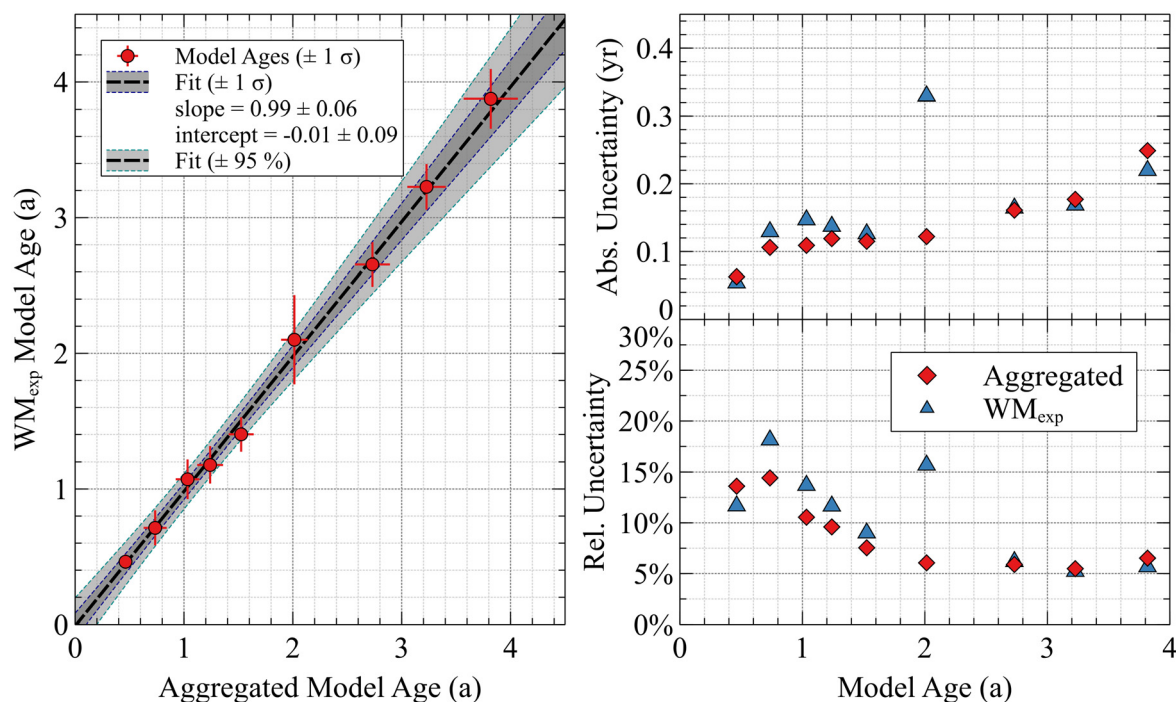 Model Ages (± 1 σ)
Fit (± 1 σ)
slope = 0.99 ± 0.06
intercept = -0.01 ± 0.09
Fit (± 95 %)
4
3
2
1
0
0 1 2 3 4
WMexp Model Age (a)
Aggregated Model Age (a)
0.4
0.3
0.2
0.1
0
Abs. Uncertainty (yr)
30%
25%
20%
15%
10%
5%
0%
Rel. Uncertainty
Aggregated
WMexp
0 1 2 3 4
Model Age (a)